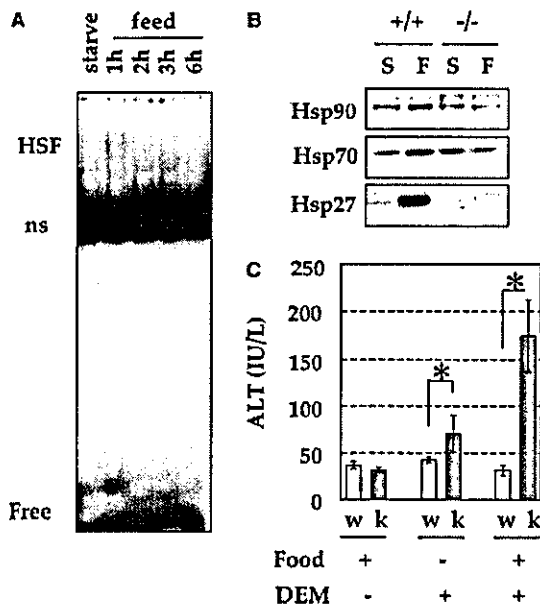 A
feed
starve
1h
2h
3h
6h
HSF
ns
Free
B
+/+ -/-
S F S F
Hsp90
Hsp70
Hsp27
C
ALT (IU/L)
250
200
150
100
50
0
* *
w k w k w k
Food + - +
DEM - + +